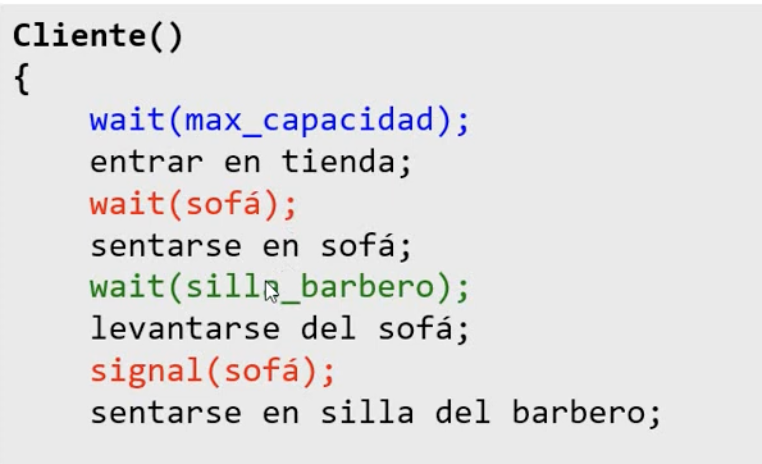 Cliente()
{
wait(max_capacidad);
entrar en tienda;
wait(sofá);
sentarse en sofá;
wait(silla_barbero);
levantarse del sofá;
signal(sofá);
sentarse en silla del barbero;